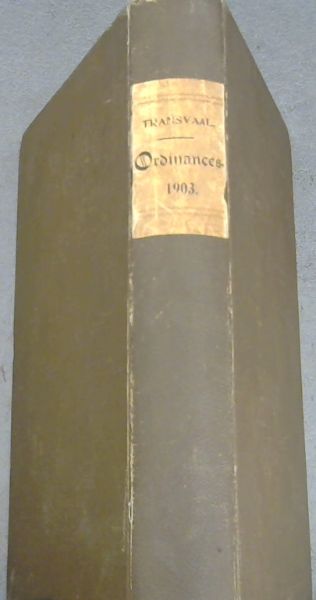 TRANSVAAL
Ordinances.
1903.